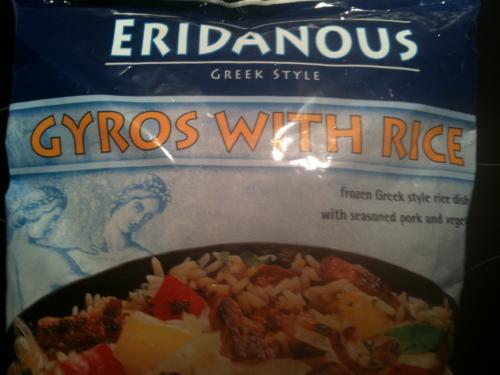 ERIDANOUS
GREEK STYLE
GYROS WITH RICE
frozen Greek style rice dish
with seasoned pork and